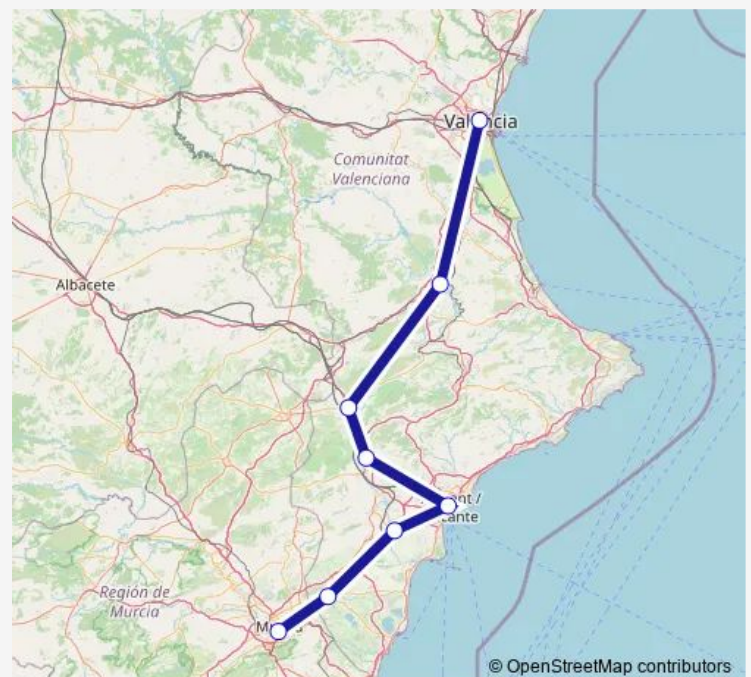 Comunitat
Valenciana
Albacete
Región de
Murcia
© OpenStreetMap contributors